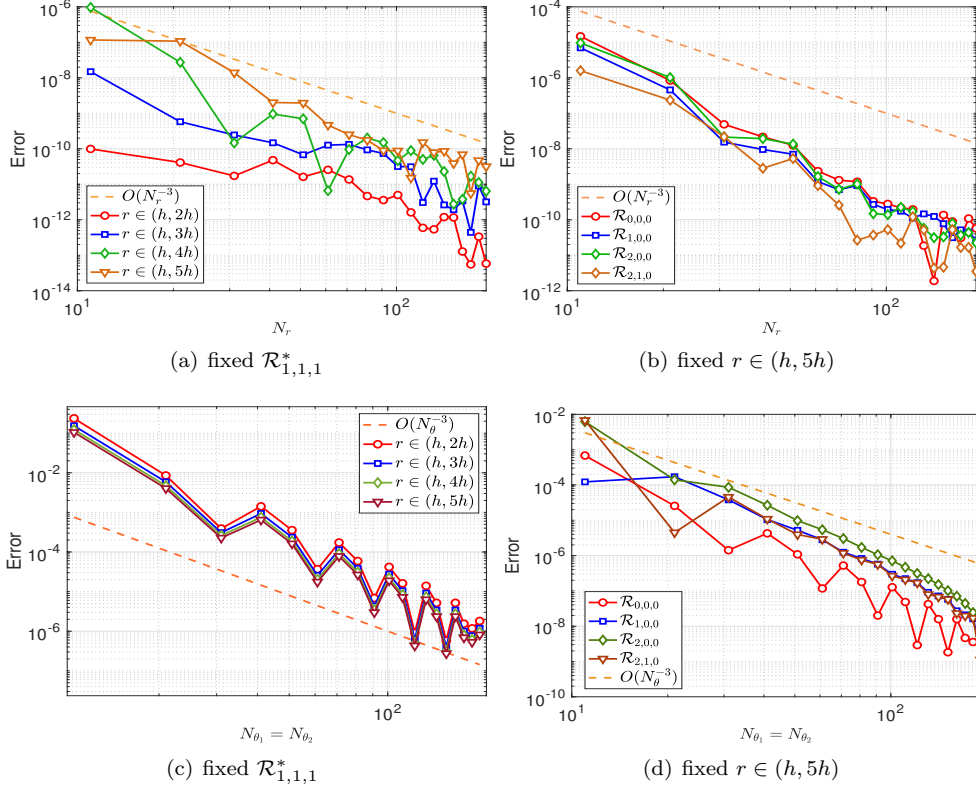 10^{-4}
10^{-6}
10^{-8}
10^{-10}
10^{-12}
10^{-14}
Error
O(N_r^{-3})
r ∈ (h, 2h)
r ∈ (h, 3h)
r ∈ (h, 4h)
r ∈ (h, 5h)
10^1
10^2
N_r
(a) fixed R^*_{1,1,1}
10^{-4}
10^{-6}
10^{-8}
10^{-10}
10^{-12}
Error
O(N_r^{-3})
R_{0,0,0}
R_{1,0,0}
R_{2,0,0}
R_{2,1,0}
10^1
10^2
N_r
(b) fixed r ∈ (h, 5h)
10^{-2}
10^{-4}
10^{-6}
Error
O(N_θ^{-3})
r ∈ (h, 2h)
r ∈ (h, 3h)
r ∈ (h, 4h)
r ∈ (h, 5h)
10^2
N_{θ_1} = N_{θ_2}
(c) fixed R^*_{1,1,1}
10^{-2}
10^{-4}
10^{-6}
10^{-8}
10^{-10}
Error
R_{0,0,0}
R_{1,0,0}
R_{2,0,0}
R_{2,1,0}
O(N_θ^{-3})
10^1
10^2
N_{θ_1} = N_{θ_2}
(d) fixed r ∈ (h, 5h)